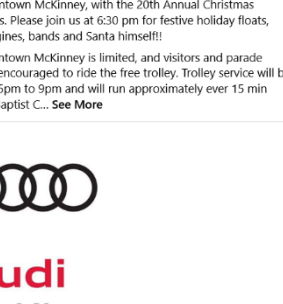 ntown McKinney, with the 20th Annual Christmas
s. Please join us at 6:30 pm for festive holiday floats,
gines, bands and Santa himself!!
ntown McKinney is limited, and visitors and parade
encouraged to ride the free trolley. Trolley service will b
5pm to 9pm and will run approximately ever 15 min
aptist C... See More
udi